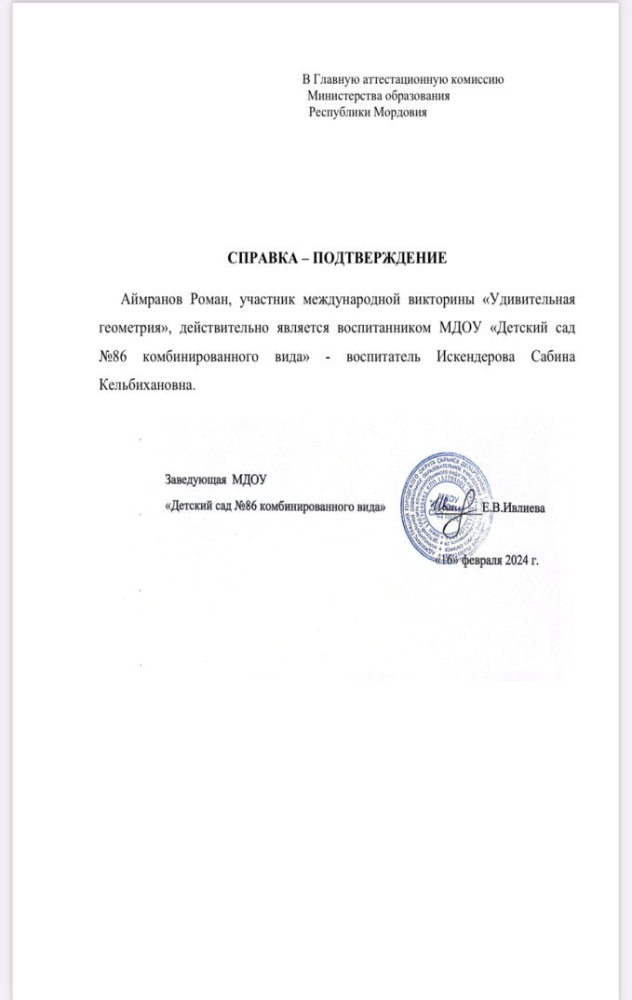 В Главную аттестационную комиссию
Министерства образования
Республики Мордовия
СПРАВКА – ПОДТВЕРЖДЕНИЕ
Аймранов Роман, участник международной викторины «Удивительная
геометрия», действительно является воспитанником МДОУ «Детский сад
№86 комбинированного вида» - воспитатель Искендерова Сабина
Кельбихановна.
Заведующая МДОУ
«Детский сад №86 комбинированного вида»
Е.В.Ивлиева
«16» февраля 2024 г.